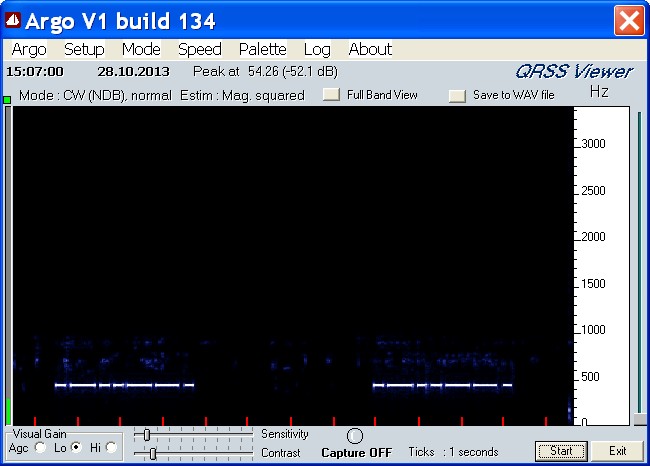 Argo V1 build 134
Argo Setup Mode Speed Palette Log About
15:07:00 28.10.2013 Peak at 54.26 (-52.1 dB) QRSS Viewer
Mode : CW (NDB), normal Estim : Mag. squared Full Band View Save to WAV file Hz
3000
2500
2000
1500
1000
500
0
Visual Gain
Agc Lo Hi
Sensitivity
Contrast
Capture OFF
Ticks : 1 seconds
Start
Exit